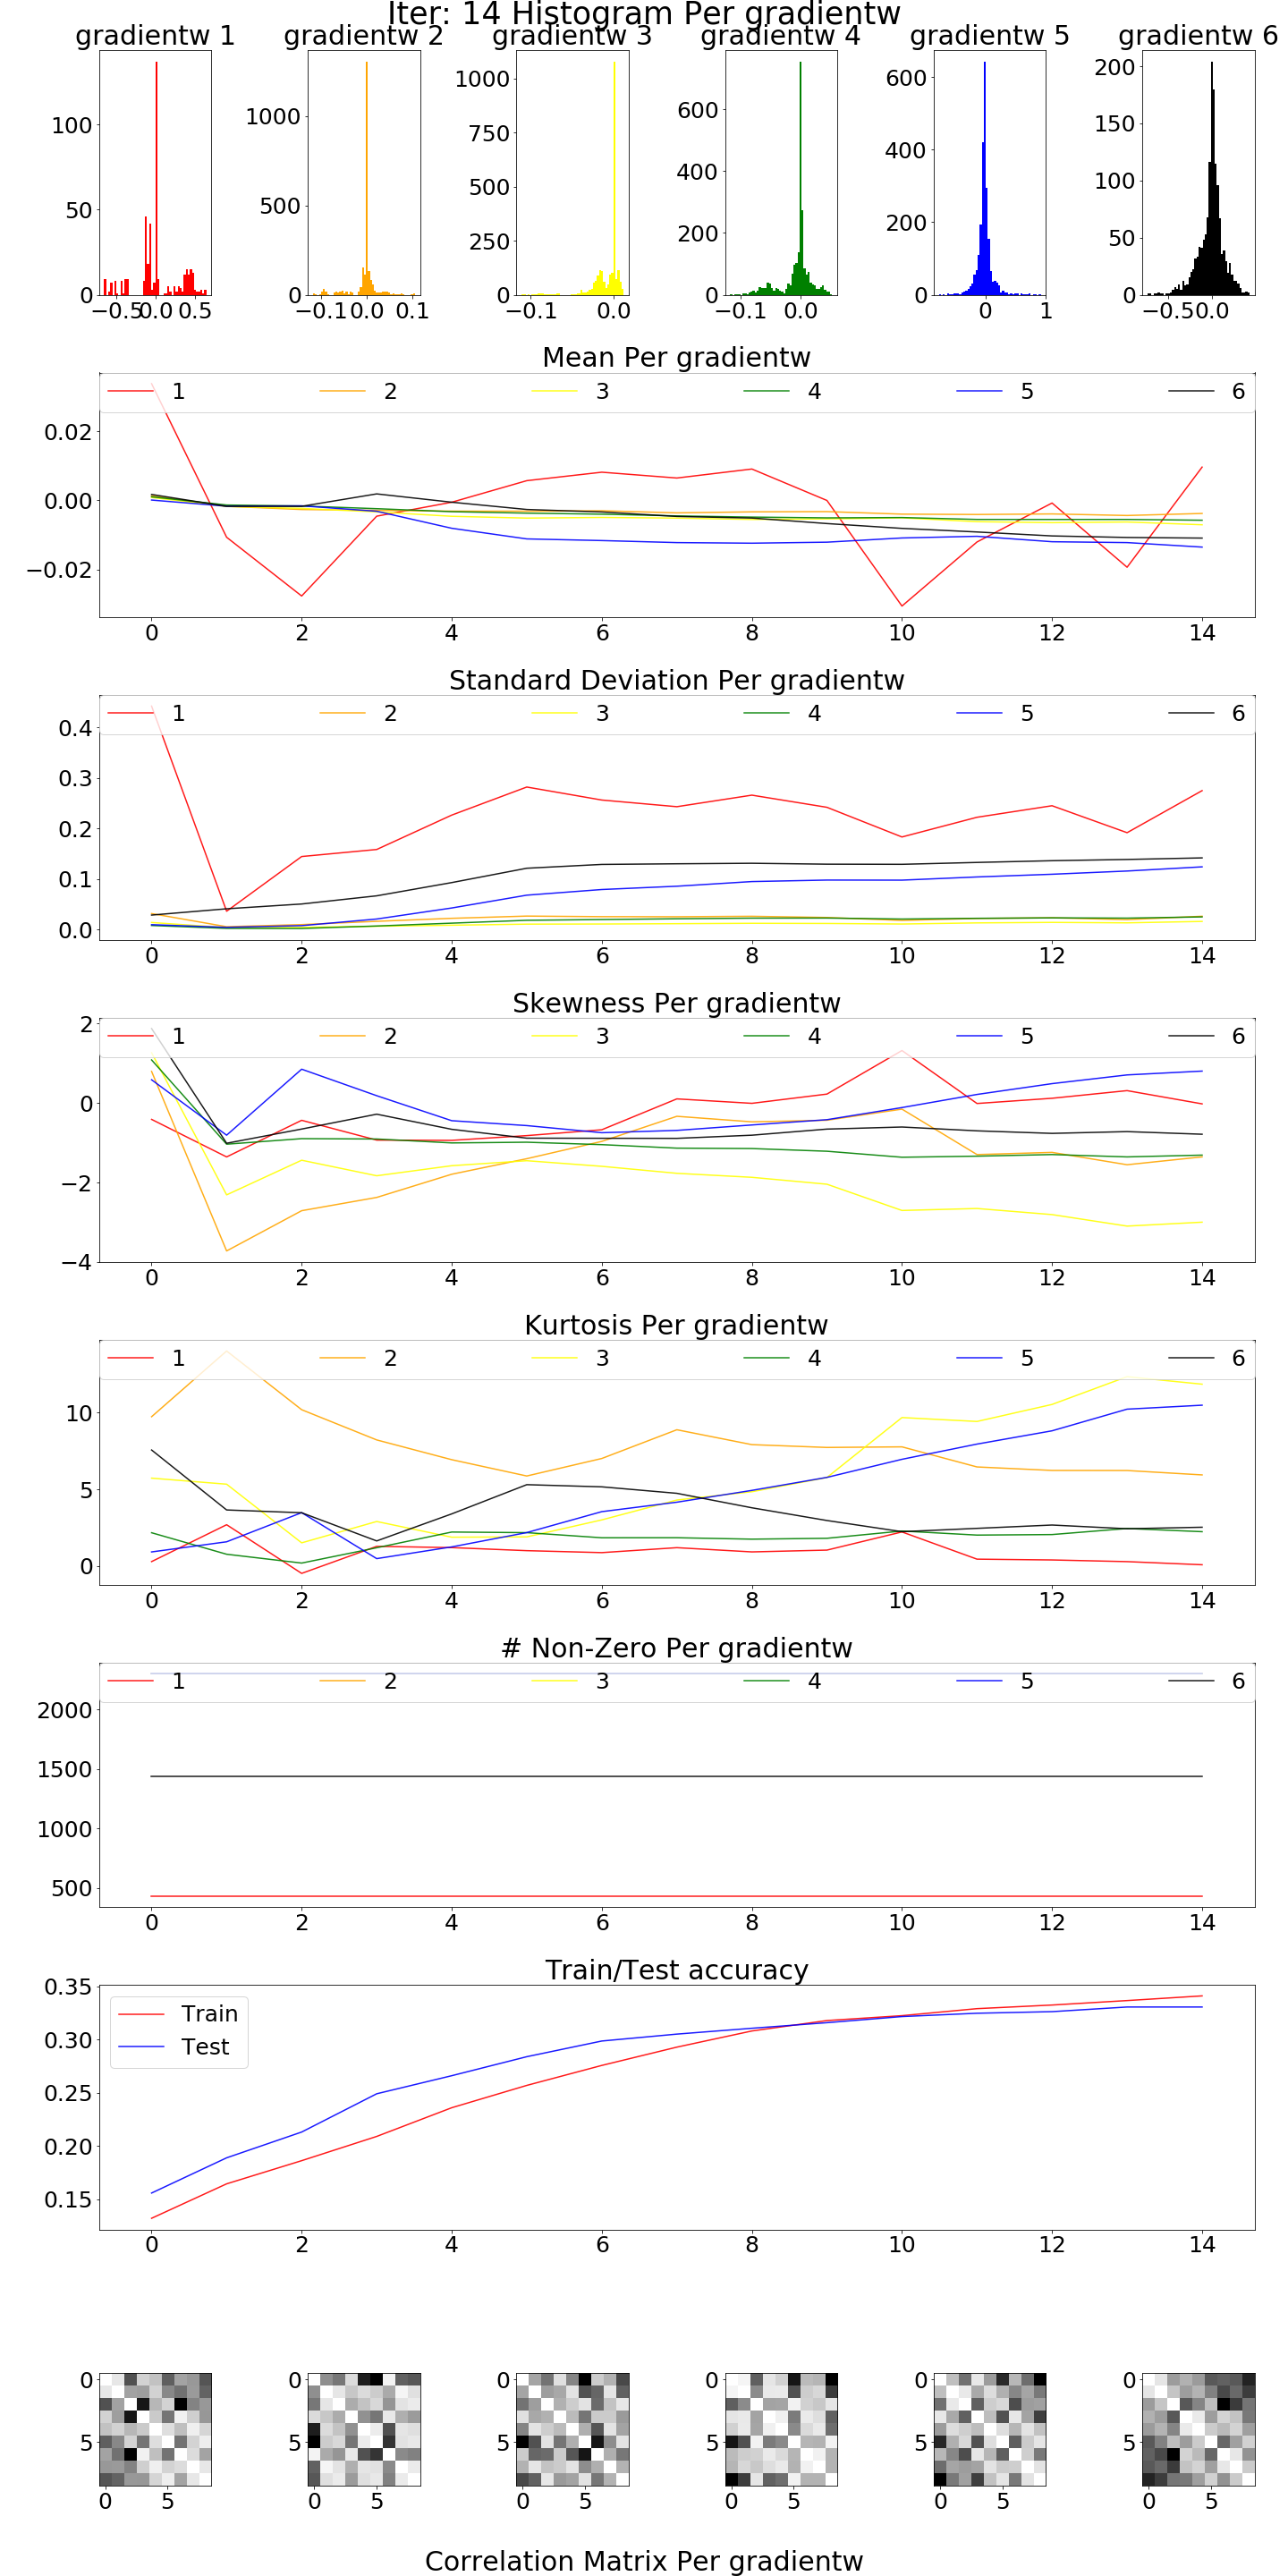 Iter: 14 Histogram Per gradientw
gradientw 1 gradientw 2 gradientw 3 gradientw 4 gradientw 5 gradientw 6
100
50
0
−0.5 0.0 0.5
1000
500
0
−0.1 0.0 0.1
1000
750
500
250
0
−0.1 0.0
600
400
200
0
−0.1 0.0
600
400
200
0
0 1
200
150
100
50
0
−0.5 0.0
Mean Per gradientw
1 2 3 4 5 6
0.02
0.00
−0.02
0 2 4 6 8 10 12 14
Standard Deviation Per gradientw
1 2 3 4 5 6
0.4
0.3
0.2
0.1
0.0
0 2 4 6 8 10 12 14
Skewness Per gradientw
1 2 3 4 5 6
2
0
−2
−4
0 2 4 6 8 10 12 14
Kurtosis Per gradientw
1 2 3 4 5 6
10
5
0
0 2 4 6 8 10 12 14
# Non-Zero Per gradientw
1 2 3 4 5 6
2000
1500
1000
500
0 2 4 6 8 10 12 14
Train/Test accuracy
Train
Test
0.35
0.30
0.25
0.20
0.15
0 2 4 6 8 10 12 14
0 0 0 0 0 0
5 5 5 5 5 5
0 5 0 5 0 5 0 5 0 5 0 5
Correlation Matrix Per gradientw